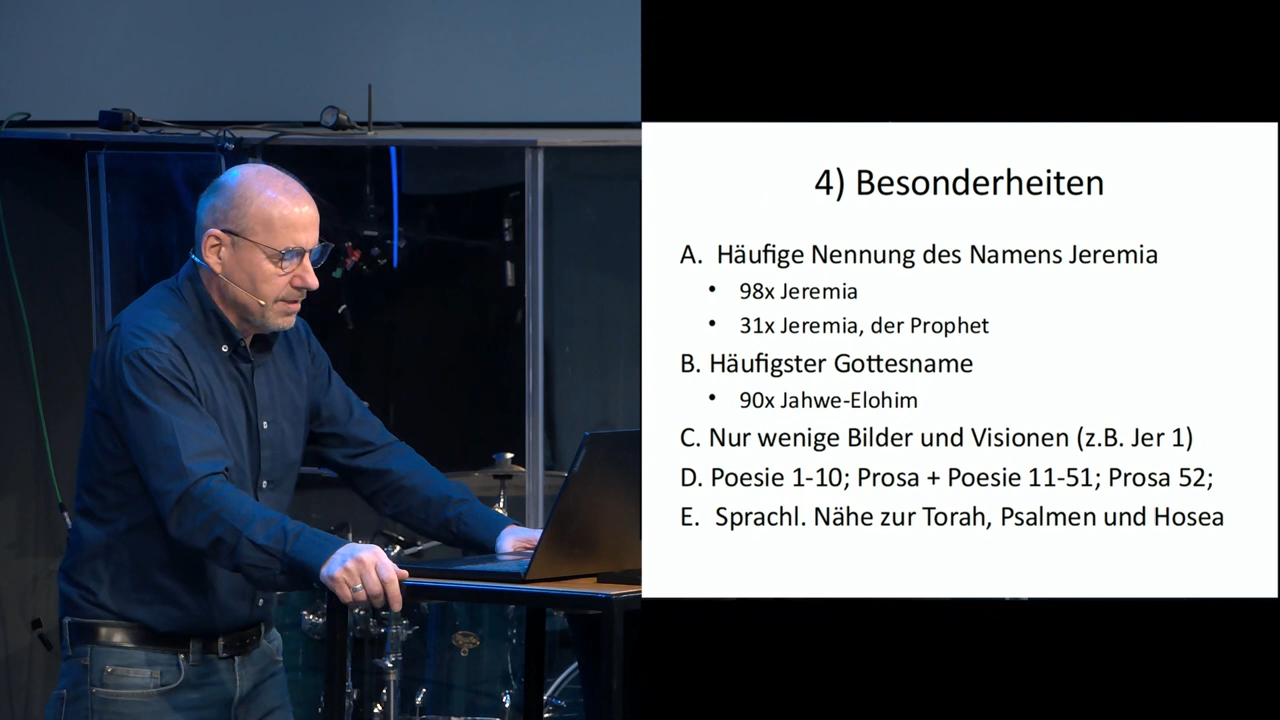 4) Besonderheiten
A. Häufige Nennung des Namens Jeremia
• 98x Jeremia
• 31x Jeremia, der Prophet
B. Häufigster Gottesname
• 90x Jahwe-Elohim
C. Nur wenige Bilder und Visionen (z.B. Jer 1)
D. Poesie 1-10; Prosa + Poesie 11-51; Prosa 52;
E. Sprachl. Nähe zur Torah, Psalmen und Hosea